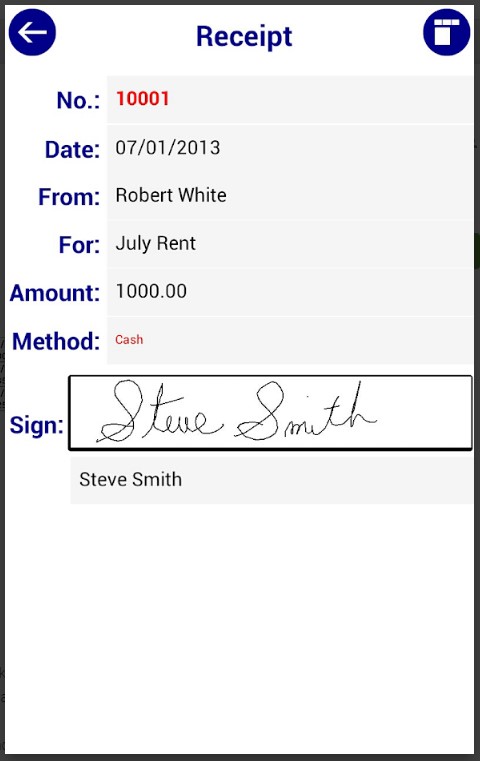 Receipt
No.: 10001
Date: 07/01/2013
From: Robert White
For: July Rent
Amount: 1000.00
Method: Cash
Sign: Steve Smith
Steve Smith